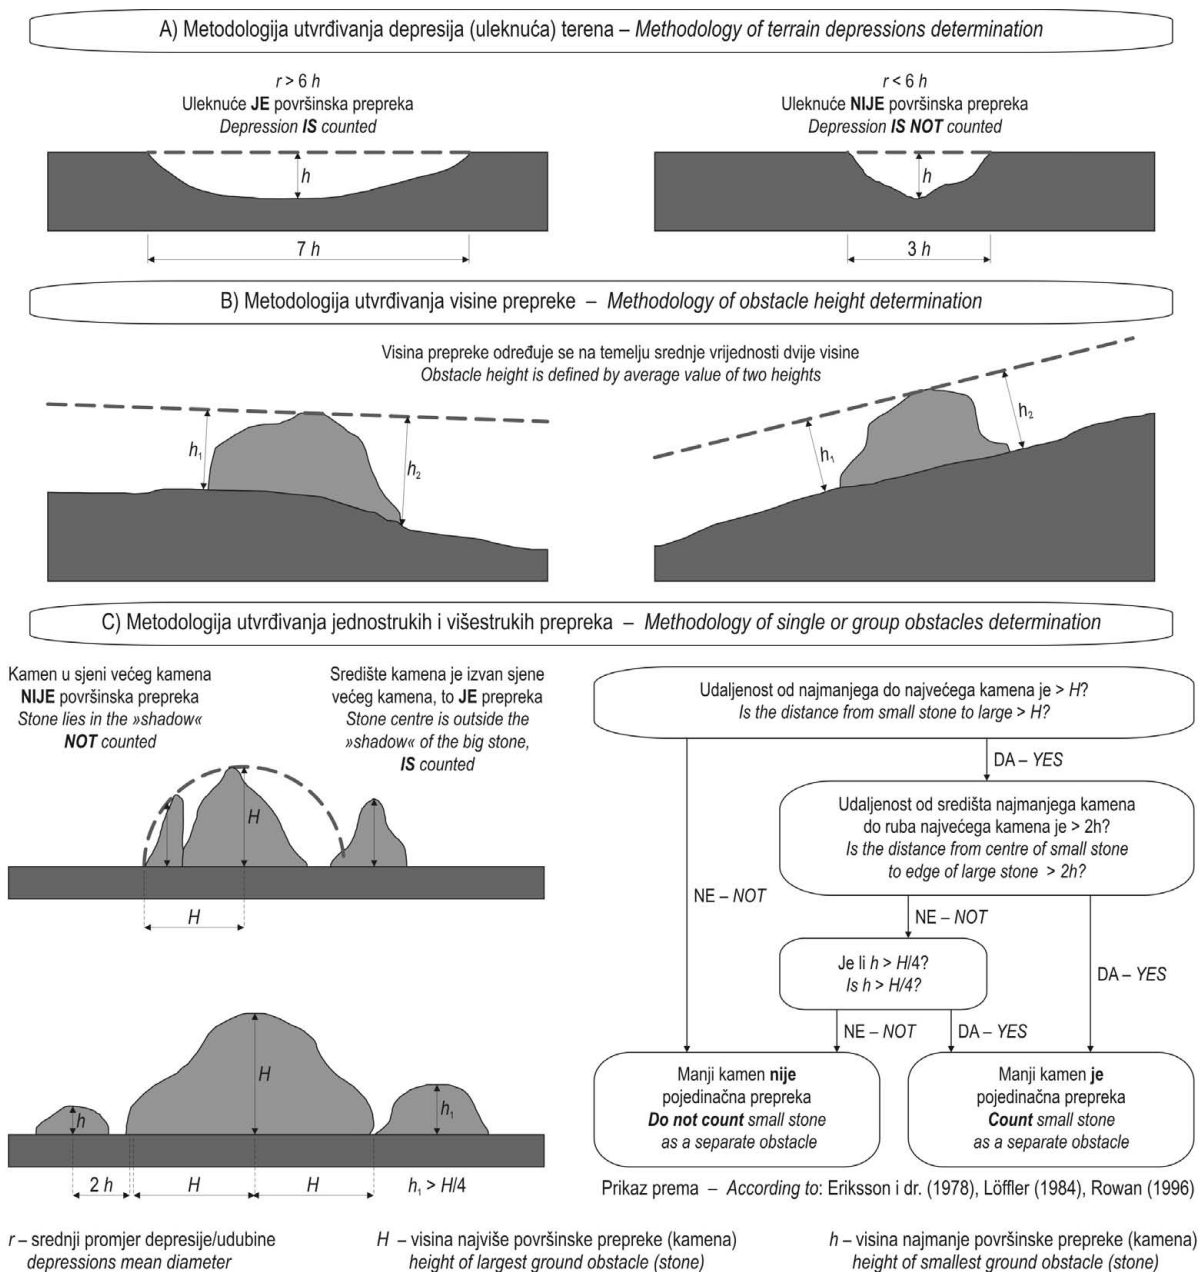 A) Metodologija utvrđivanja depresija (uleknuća) terena – Methodology of terrain depressions determination
r > 6 h
Uleknuće JE površinska prepreka
Depression IS counted
h
7 h
r < 6 h
Uleknuće NIJE površinska prepreka
Depression IS NOT counted
h
3 h
B) Metodologija utvrđivanja visine prepreke – Methodology of obstacle height determination
Visina prepreke određuje se na temelju srednje vrijednosti dvije visine
Obstacle height is defined by average value of two heights
h₁
h₂
h₁
h₂
C) Metodologija utvrđivanja jednostrukih i višestrukih prepreka – Methodology of single or group obstacles determination
Kamen u sjeni većeg kamena
NIJE površinska prepreka
Stone lies in the »shadow«
NOT counted
Središte kamena je izvan sjene
većeg kamena, to JE prepreka
Stone centre is outside the
»shadow« of the big stone,
IS counted
H
H
h
H
h₁
2 h
H
H
h₁ > H/4
Udaljenost od najmanjega do najvećega kamena je > H?
Is the distance from small stone to large > H?
DA – YES
Udaljenost od središta najmanjega kamena
do ruba najvećega kamena je > 2h?
Is the distance from centre of small stone
to edge of large stone > 2h?
NE – NOT
NE – NOT
Je li h > H/4?
Is h > H/4?
DA – YES
NE – NOT
DA – YES
Manji kamen nije
pojedinačna prepreka
Do not count small stone
as a separate obstacle
Manji kamen je
pojedinačna prepreka
Count small stone
as a separate obstacle
Prikaz prema – According to: Eriksson i dr. (1978), Löffler (1984), Rowan (1996)
r – srednji promjer depresije/udubine
depressions mean diameter
H – visina najviše površinske prepreke (kamena)
height of largest ground obstacle (stone)
h – visina najmanje površinske prepreke (kamena)
height of smallest ground obstacle (stone)